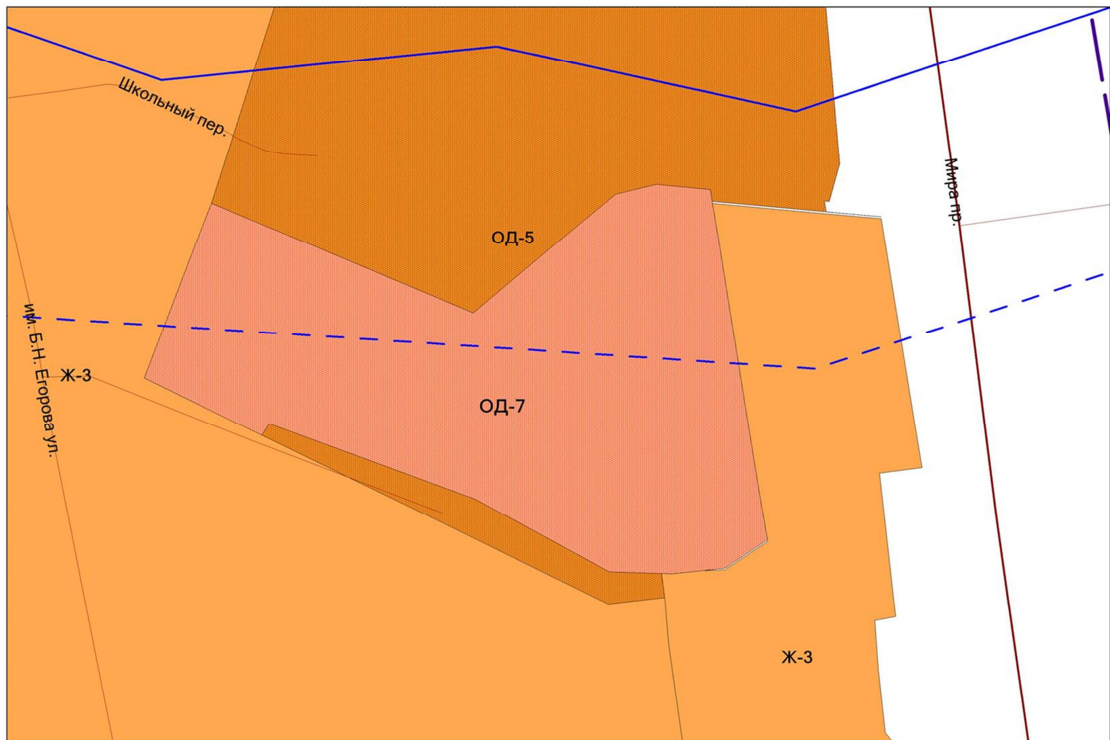 Школьный пер.
Мира пр.
ОД-5
им. Б.Н. Егорова ул.
Ж-3
ОД-7
Ж-3